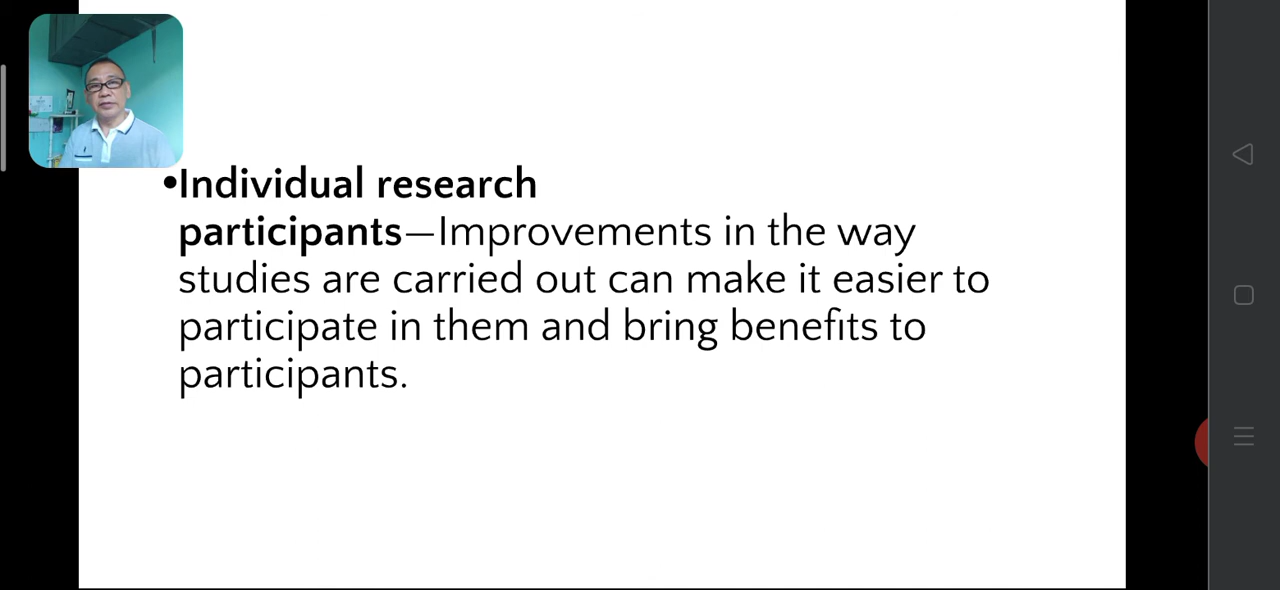 •Individual research
participants—Improvements in the way
studies are carried out can make it easier to
participate in them and bring benefits to
participants.